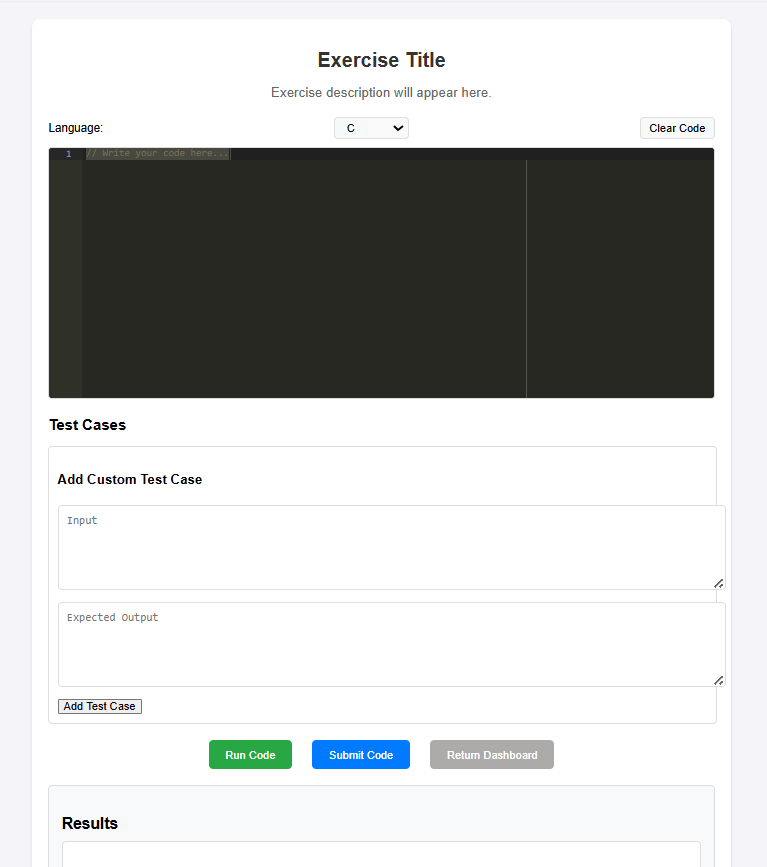 Exercise Title
Exercise description will appear here.
Language: C Clear Code
1 // Write your code here...
Test Cases
Add Custom Test Case
Input
Expected Output
Add Test Case
Run Code Submit Code Return Dashboard
Results